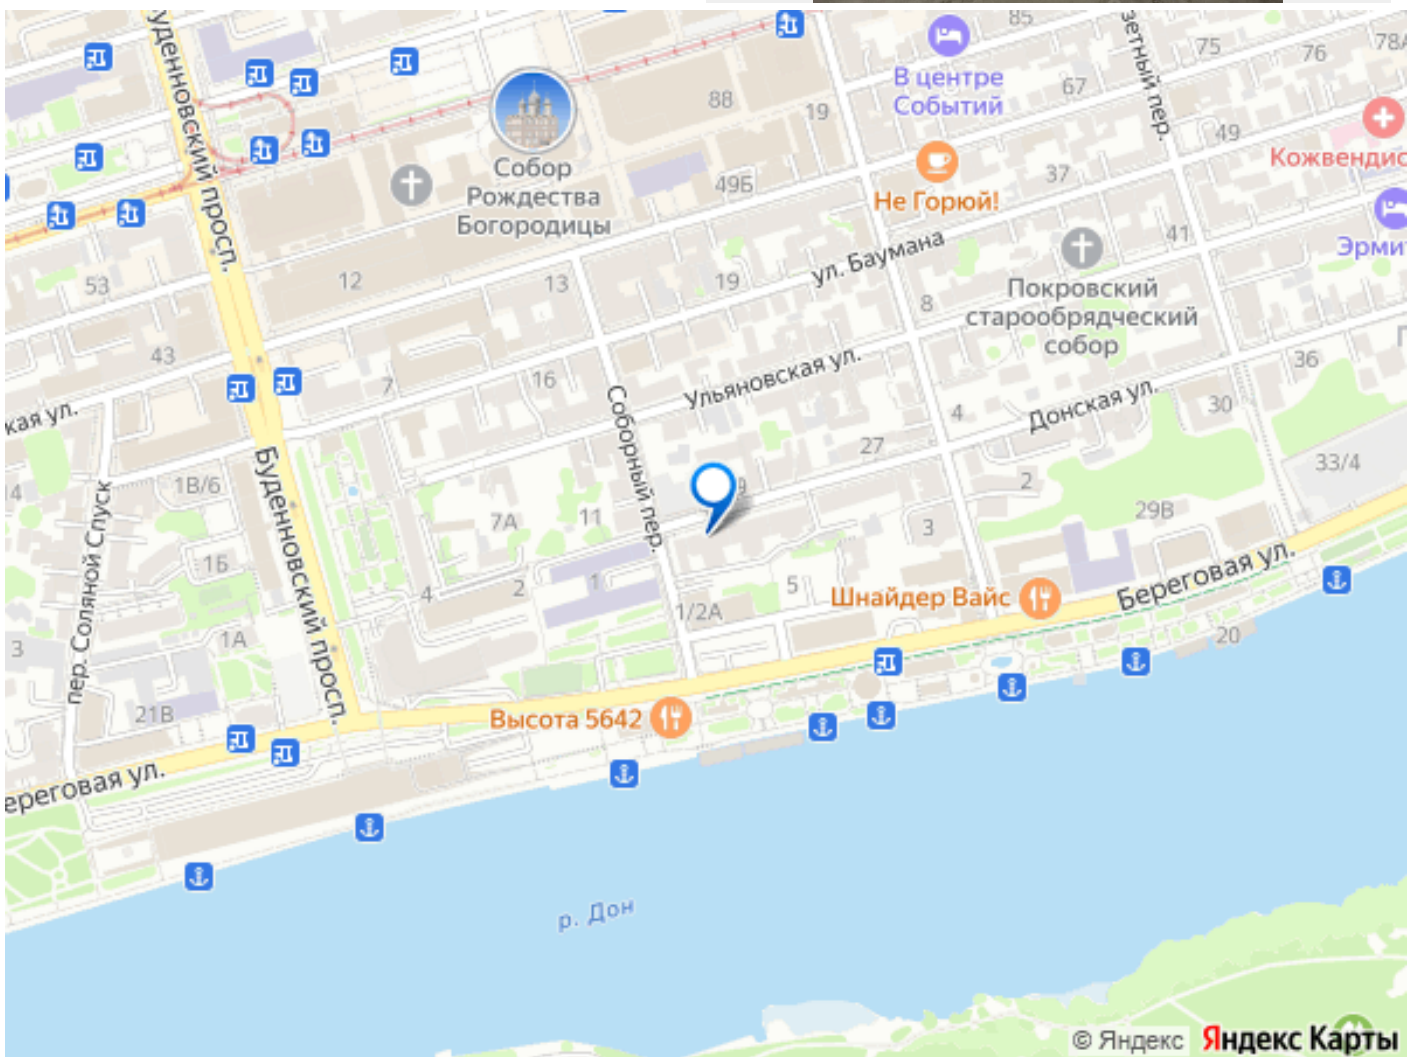 85
зетный пер.
75
76
78А
Буденновский просп.
В центре
Событий
67
88
19
49
Кожвендис
Собор
Рождества
Богородицы
49Б
Не Горюй!
37
41
Эрми
ул. Баумана
53
12
13
19
8
Покровский
старообрядческий
собор
43
7
16
Соборный пер.
Ульяновская ул.
4
Донская ул.
30
36
кая ул.
27
33/4
14
1В/6
пер. Соляной Спуск
Буденновский просп.
7А
11
9
2
3
29В
1Б
4
2
1
5
Шнайдер Вайс
Береговая ул.
1/2А
3
1А
20
21В
Высота 5642
ереговая ул.
р. Дон
© Яндекс Яндекс Карты